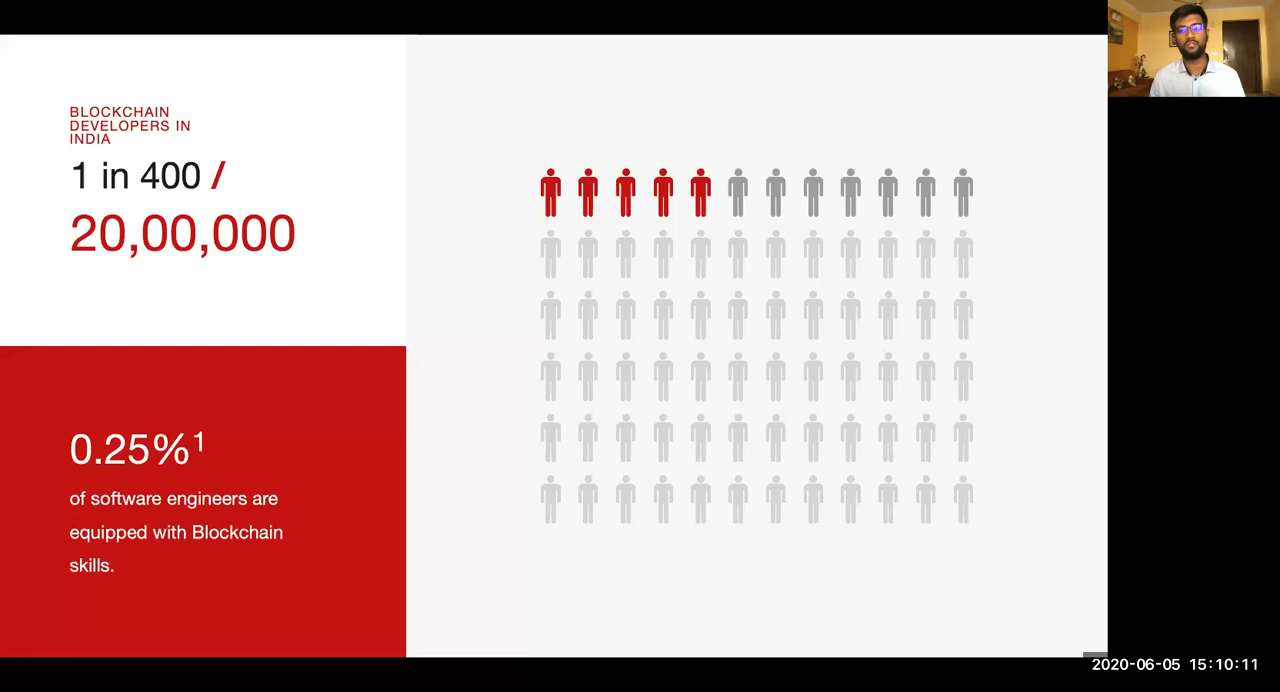 BLOCKCHAIN
DEVELOPERS IN
INDIA
1 in 400 /
20,00,000
0.25%1
of software engineers are
equipped with Blockchain
skills.
2020-06-05 15:10:11